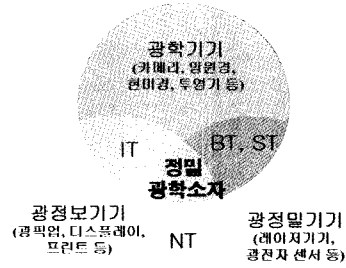 광학기기
(카메라, 망원경,
현미경, 투영기 등)
IT
BT, ST
정밀
광학소자
광정보기기
(광픽업, 디스플레이,
프린트 등)
NT
광정밀기기
(레이저기기,
광전자 센서 등)